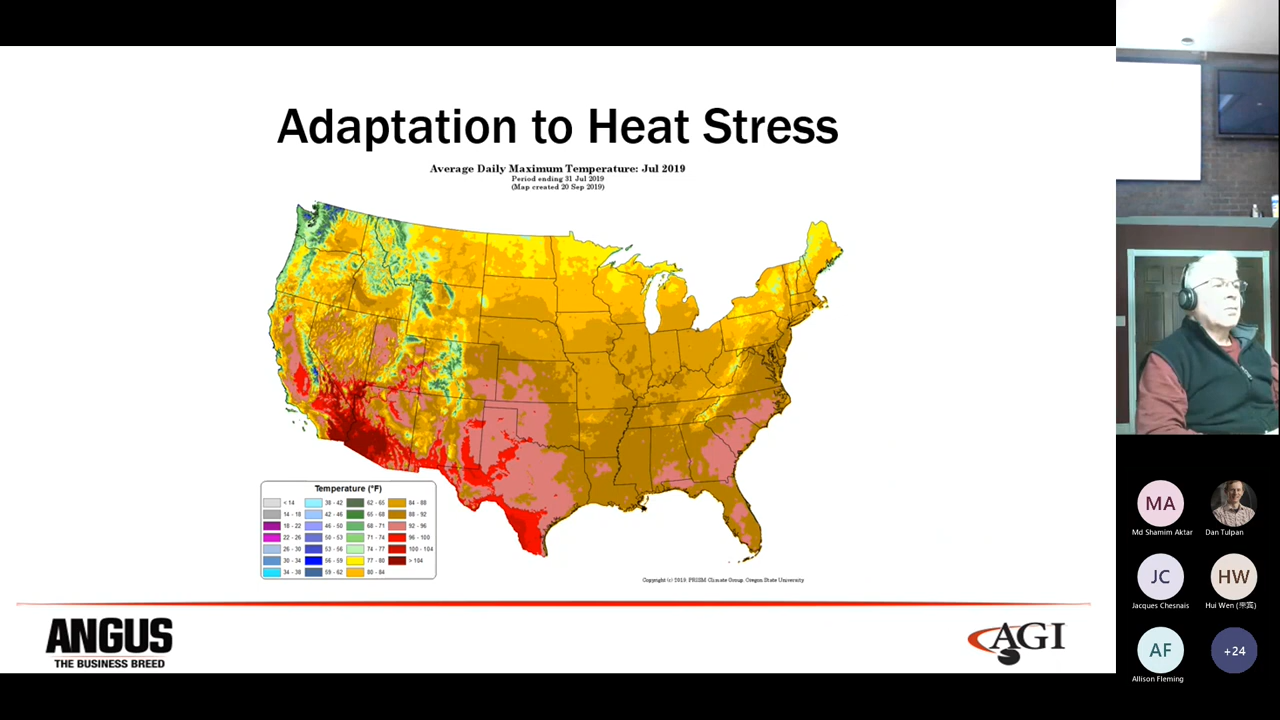 Adaptation to Heat Stress
Average Daily Maximum Temperature: Jul 2019
Period ending 31 Jul 2019
(Map created 20 Sep 2019)
Temperature (°F)
< 14
14 - 18
18 - 22
22 - 26
26 - 30
30 - 34
34 - 38
38 - 42
42 - 46
46 - 50
50 - 53
53 - 56
56 - 59
59 - 62
62 - 65
65 - 68
68 - 71
71 - 74
74 - 77
77 - 80
80 - 84
84 - 88
88 - 92
92 - 96
96 - 100
100 - 104
> 104
Copyright (c) 2019, PRISM Climate Group, Oregon State University
ANGUS
THE BUSINESS BREED
AGI
MA
Md Shamim Aktar
Dan Tulpan
JC
Jacques Chesnais
HW
Hui Wen
AF
Allison Fleming
+24